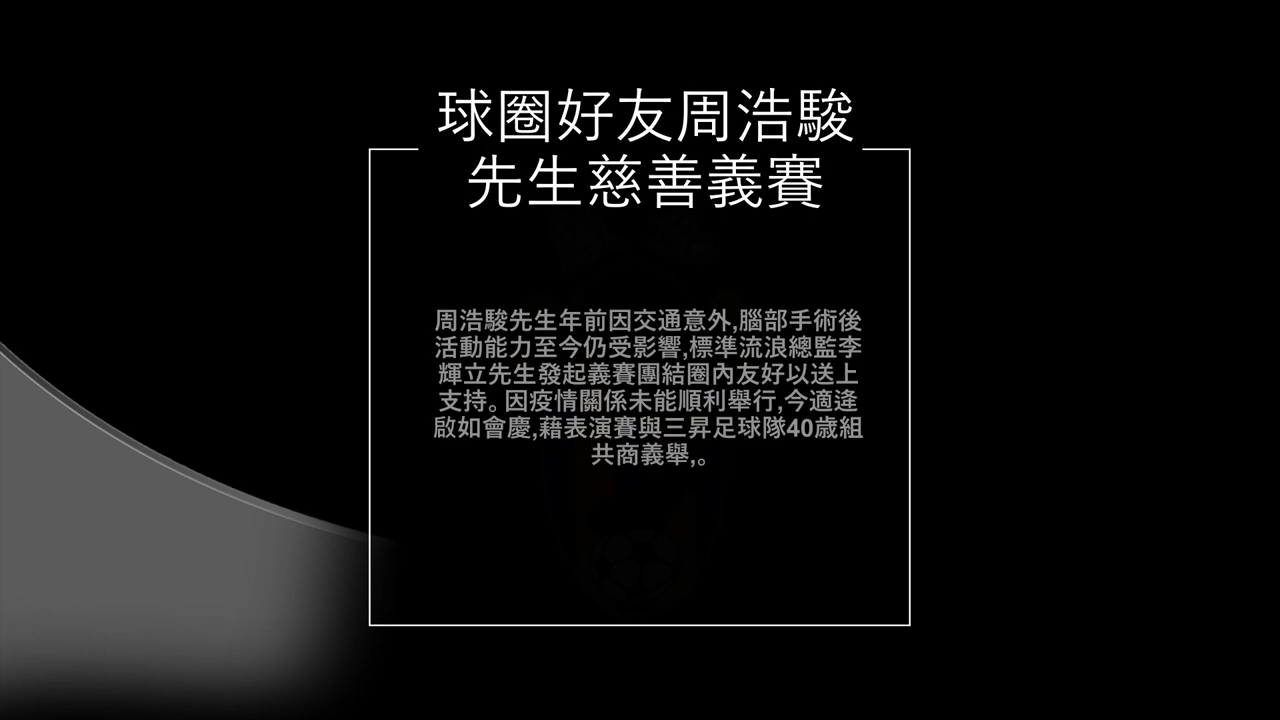 球圈好友周浩駿
先生慈善義賽
周浩駿先生年前因交通意外,腦部手術後
活動能力至今仍受影響,標準流浪總監李
輝立先生發起義賽團結圈內友好以送上
支持。因疫情關係未能順利舉行,今適逢
啟如會慶,藉表演賽與三昇足球隊40歲組
共商義舉,。